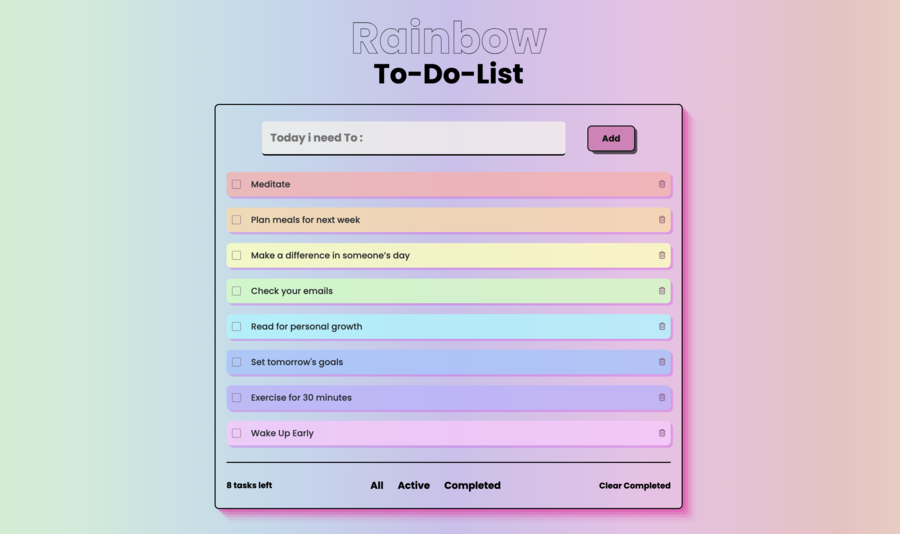 Rainbow
To-Do-List
Today i need To :
Add
Meditate
Plan meals for next week
Make a difference in someone's day
Check your emails
Read for personal growth
Set tomorrow's goals
Exercise for 30 minutes
Wake Up Early
8 tasks left All Active Completed Clear Completed